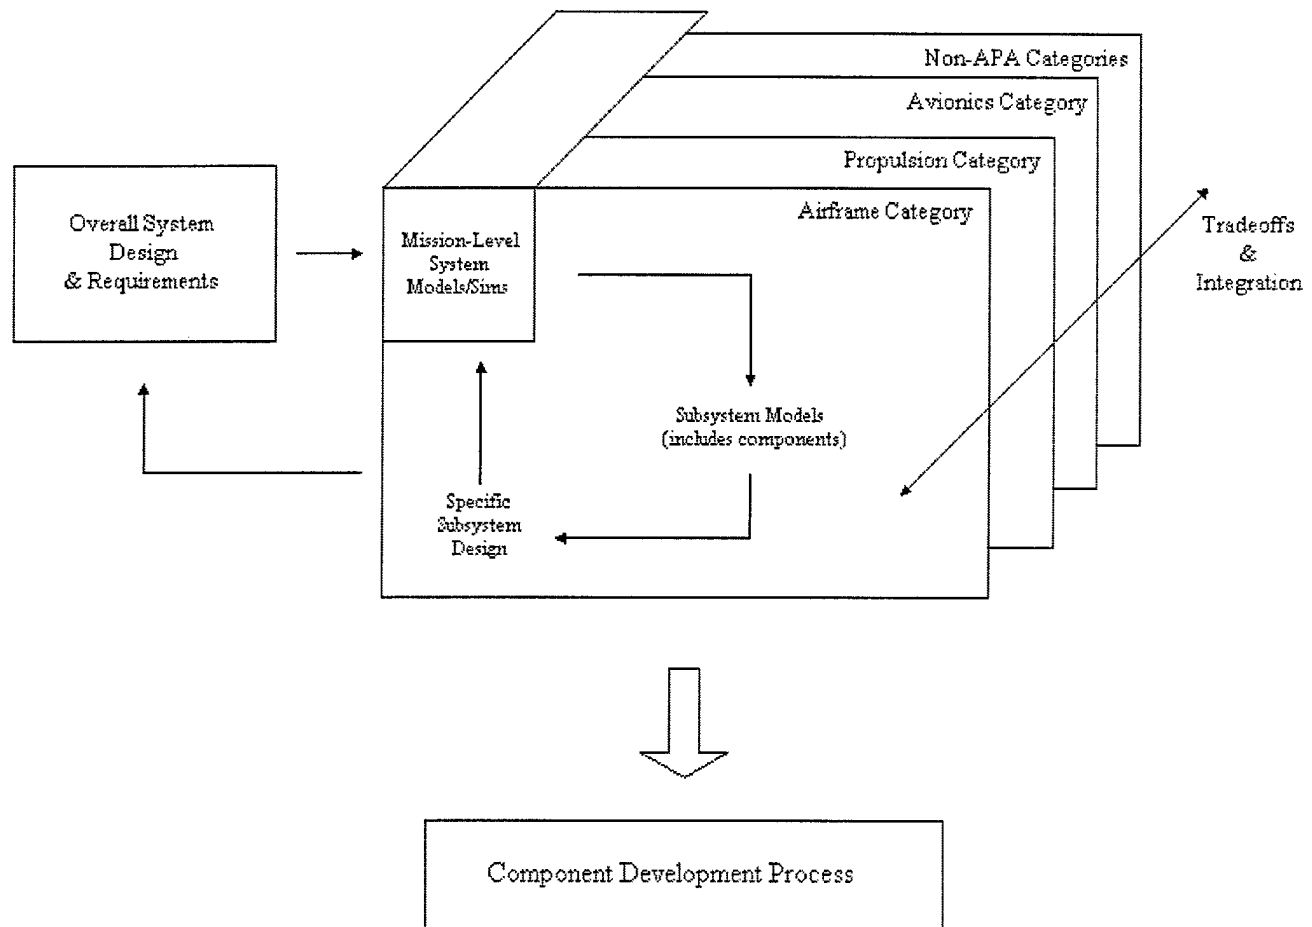 Non-APA Categories
Avionics Category
Propulsion Category
Airframe Category
Overall System
Design
& Requirements
Mission-Level
System
Models/Sims
Tradeoffs
&
Integration
Subsystem Models
(includes components)
Specific
Subsystem
Design
Component Development Process